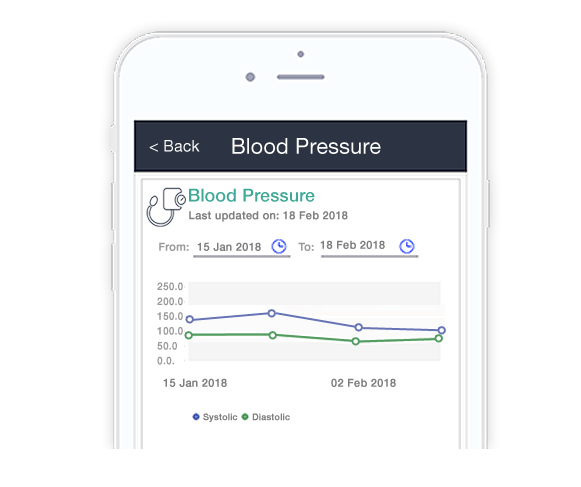 < Back Blood Pressure
Blood Pressure
Last updated on: 18 Feb 2018
From: 15 Jan 2018 To: 18 Feb 2018
250.0
200.0
150.0
100.0
50.0
0.0.
15 Jan 2018 02 Feb 2018
Systolic Diastolic